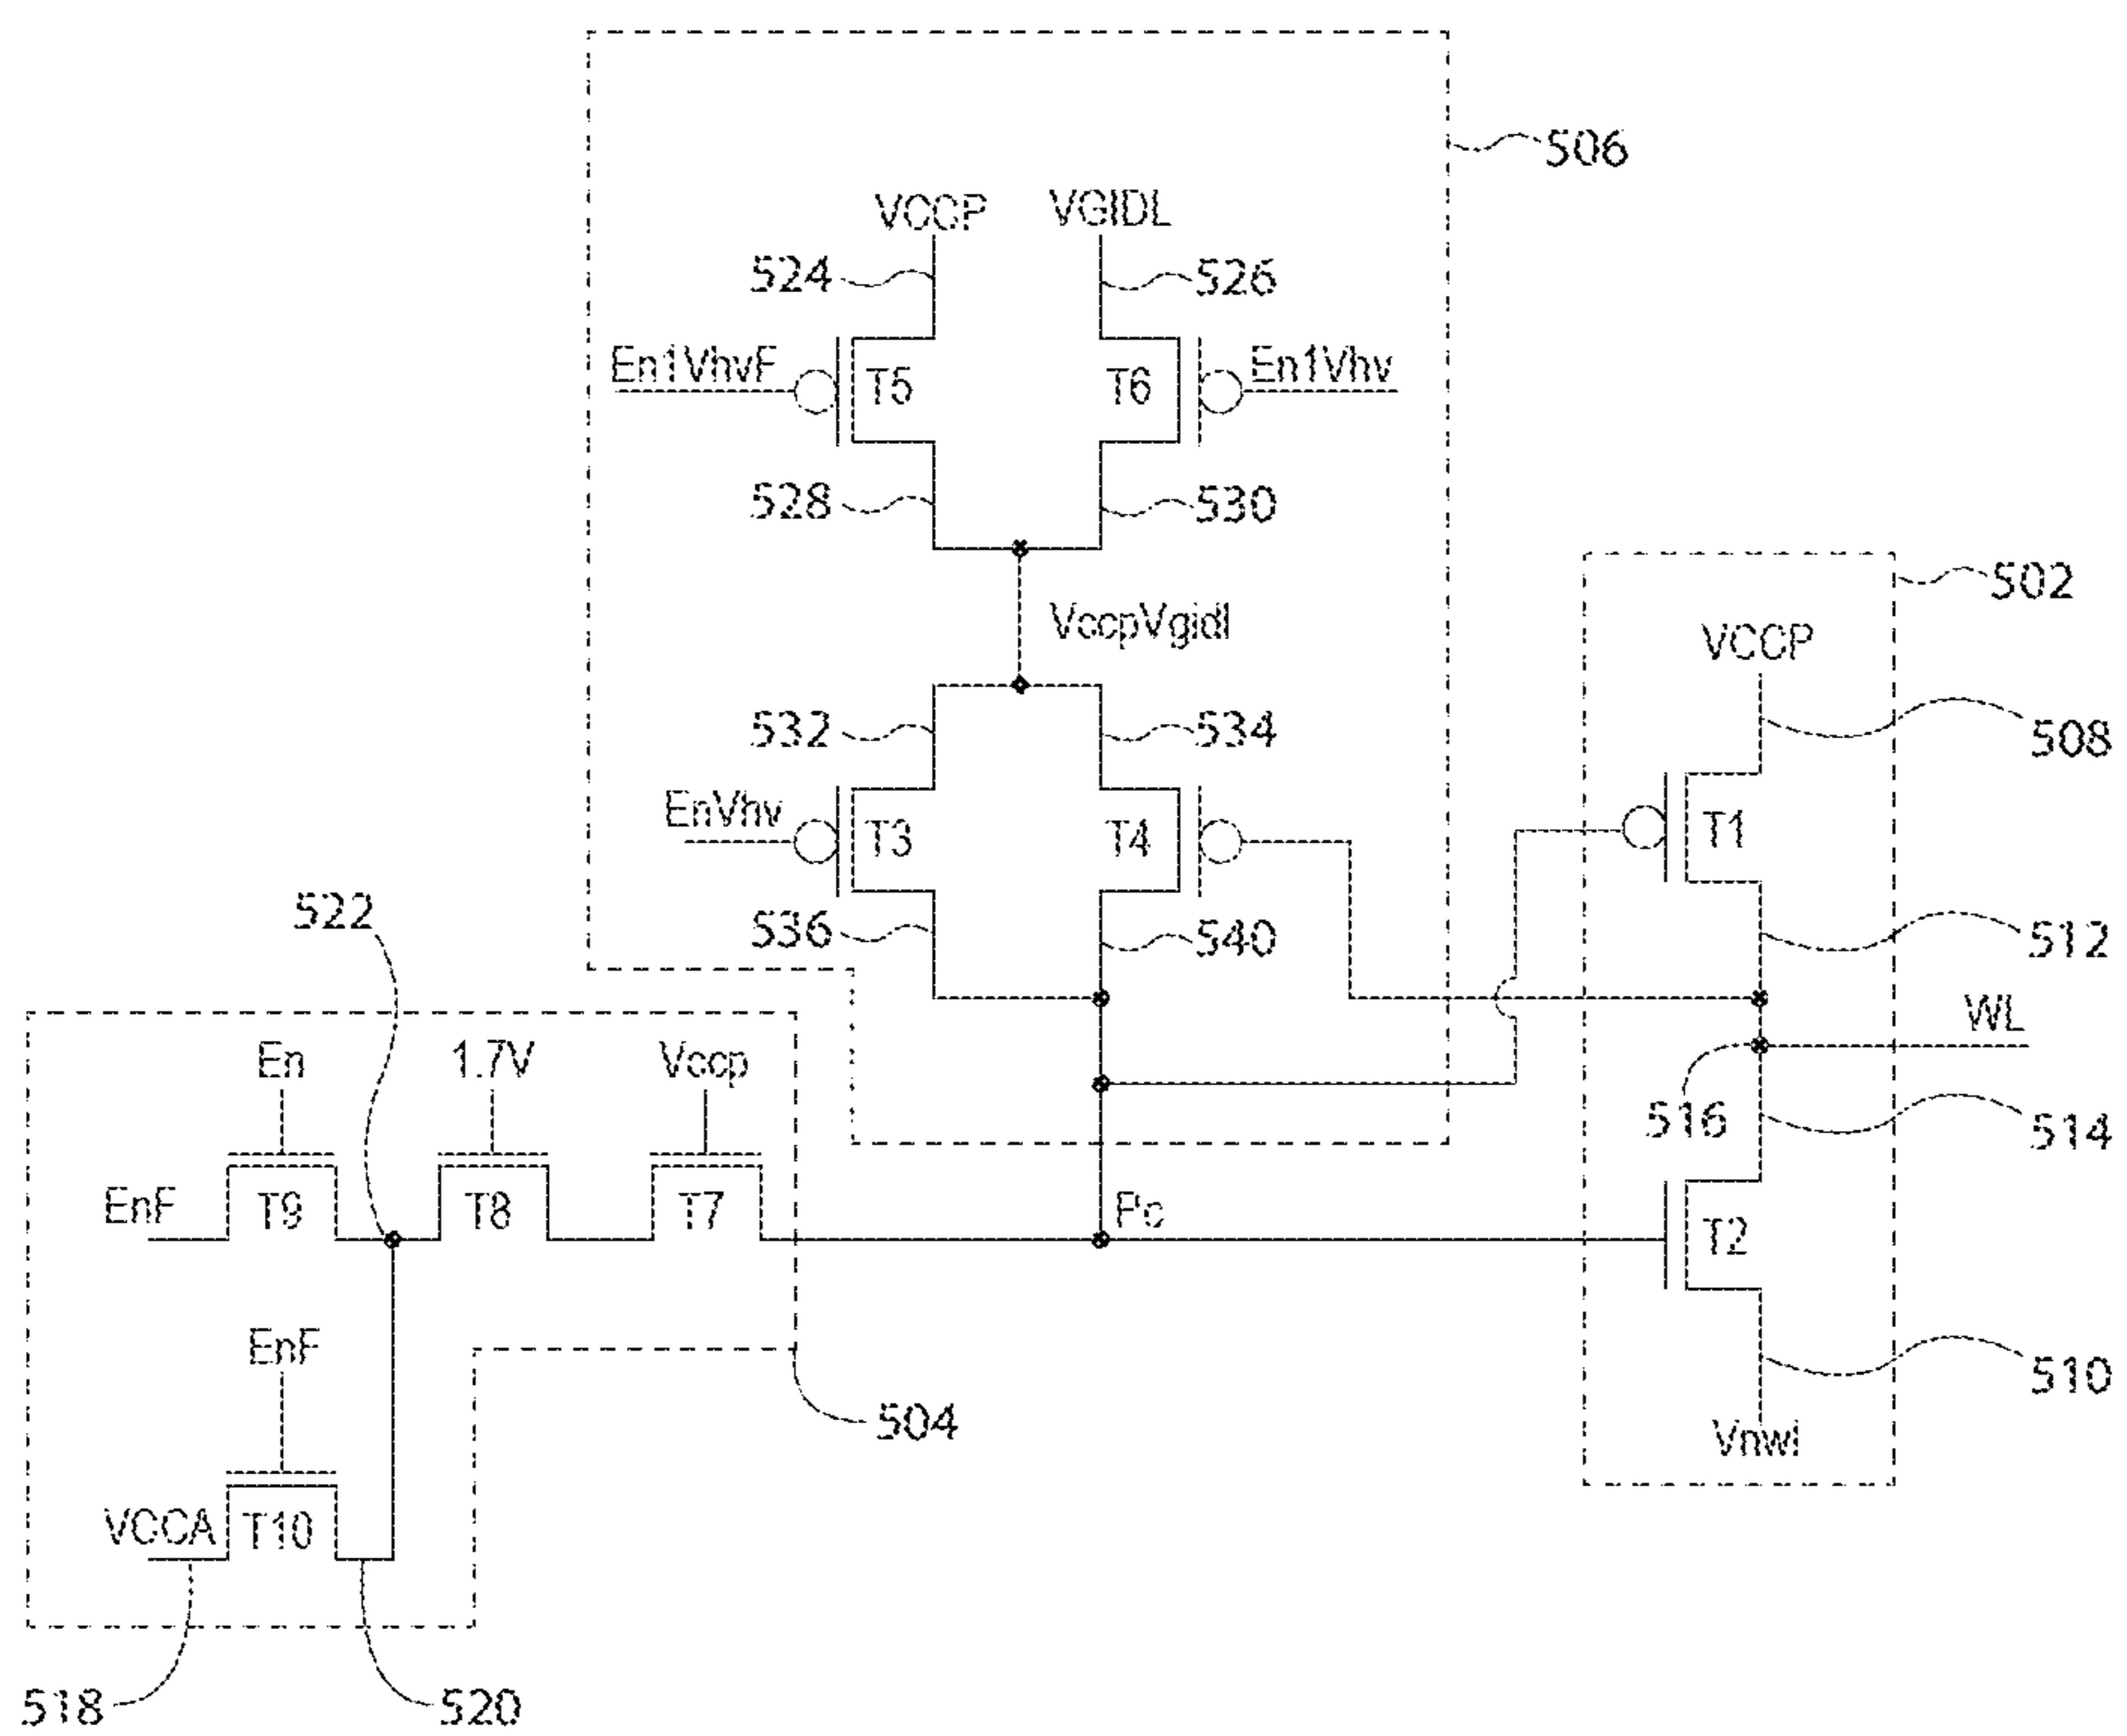 506
VCCP VGIDL
524 526
En1VhvF T5 T6 En1Vhv
528 530
502
VccpVgidl
VCCP
532 534
508
EnVhv T3 T4 T1
522
536 540 512
WL
En 1.7V Vccp
516 514
EnF T9 T8 T7 Pc
T2
EnF
510
504
Vnwl
VCCA T10
518 520